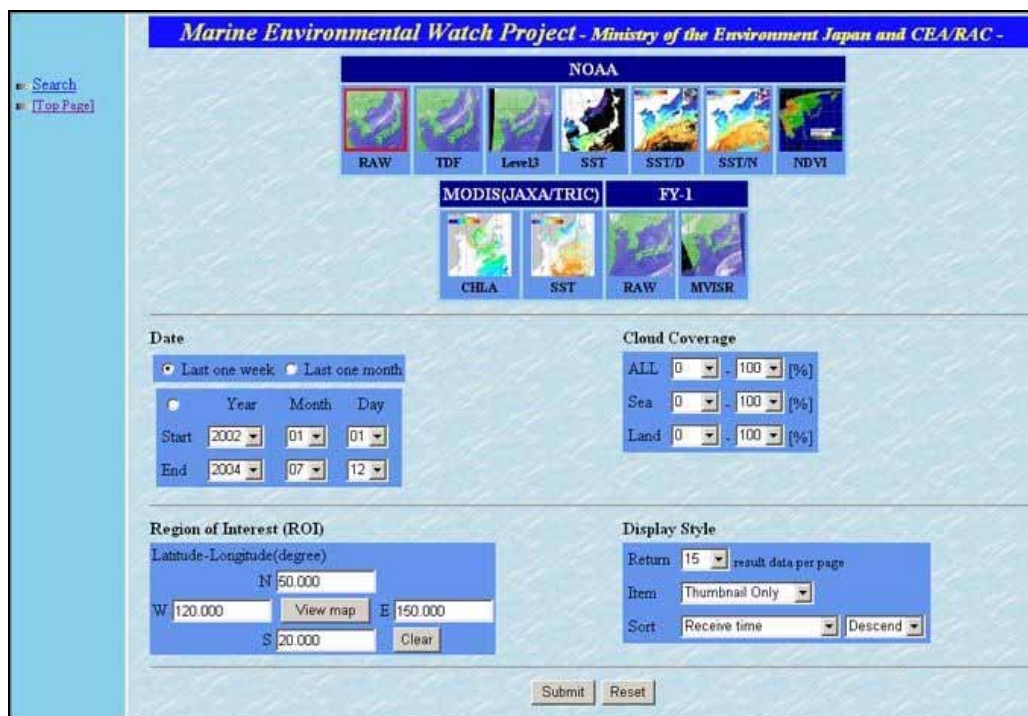 Marine Environmental Watch Project - Ministry of the Environment Japan and CEA/RAC -
Search
[Top Page]
NOAA
RAW TDF Level3 SST SST/D SST/N NDVI
MODIS(JAXA/TRIC) FY-1
CHLA SST RAW MVISR
Date
Last one week Last one month
Year Month Day
Start 2002 01 01
End 2004 07 12
Cloud Coverage
ALL 0 - 100 [%]
Sea 0 - 100 [%]
Land 0 - 100 [%]
Region of Interest (ROI)
Latitude-Longitude(degree)
N 50.000
W 120.000 View map E 150.000
S 20.000 Clear
Display Style
Return 15 result data per page
Item Thumbnail Only
Sort Receive time Descend
Submit Reset